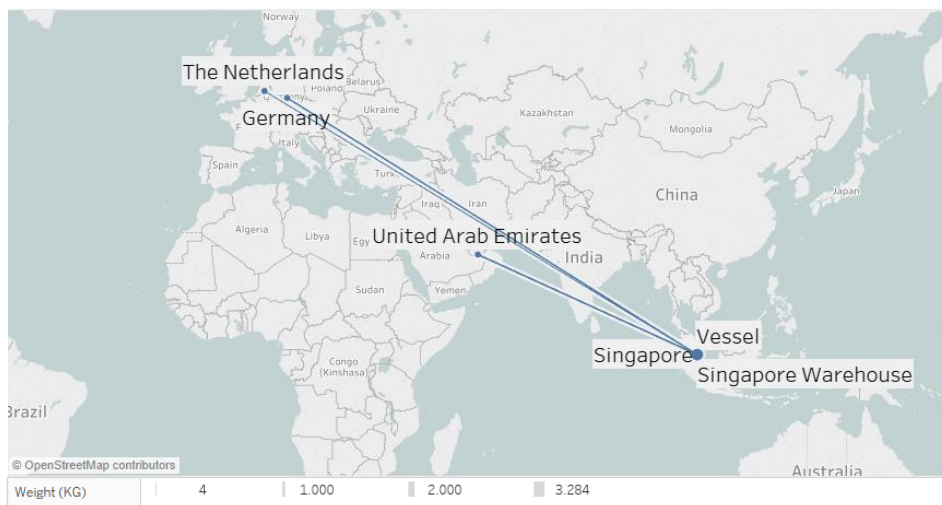 Norway
The Netherlands
Belarus
Poland
Germany
Ukraine
Kazakhstan
Mongolia
Italy
Spain
Turk
Japan
China
Iraq
Iran
Algeria
Libya
Egy
United Arab Emirates
Arabia
India
Sudan
Yemen
Vessel
Singapore
Singapore Warehouse
Congo
(Kinshasa)
Brazil
© OpenStreetMap contributors
Australia
Weight (KG) 4 1.000 2.000 3.284